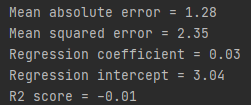 Mean absolute error = 1.28
Mean squared error = 2.35
Regression coefficient = 0.03
Regression intercept = 3.04
R2 score = -0.01